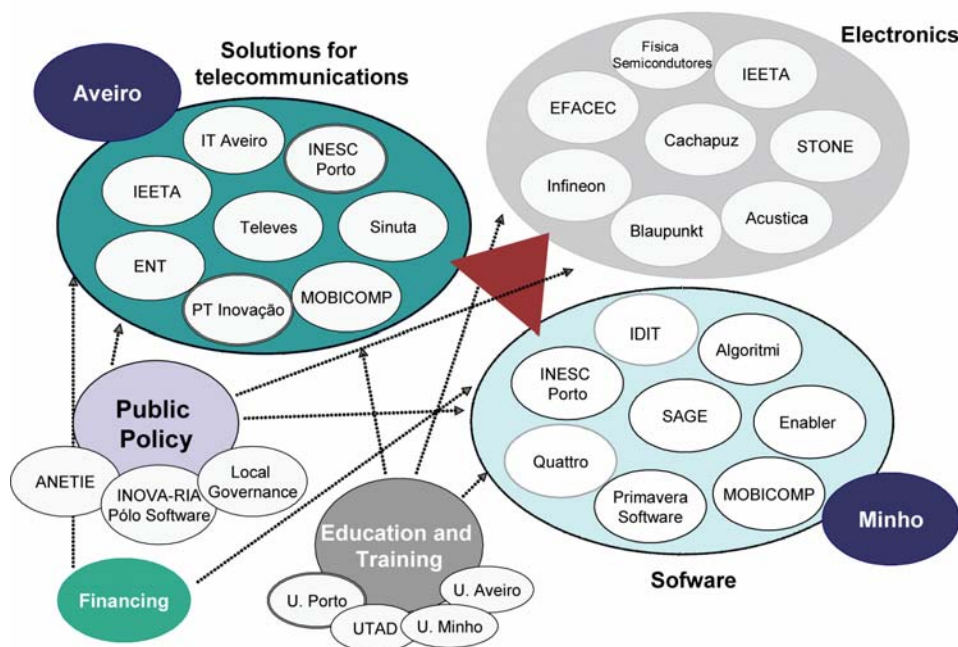 Solutions for
telecommunications
Electronics
Aveiro
IT Aveiro
INESC
Porto
IEETA
Televes
Sinuta
ENT
PT Inovação
MOBICOMP
Física
Semicondutores
IEETA
EFACEC
Cachapuz
STONE
Infineon
Blaupunkt
Acustica
IDIT
Algoritmi
INESC
Porto
SAGE
Enabler
Quattro
Primavera
Software
MOBICOMP
Minho
Sofware
Public
Policy
ANETIE
INOVA-RIA
Pólo Software
Local
Governance
Education and
Training
U. Porto
UTAD
U. Minho
U. Aveiro
Financing